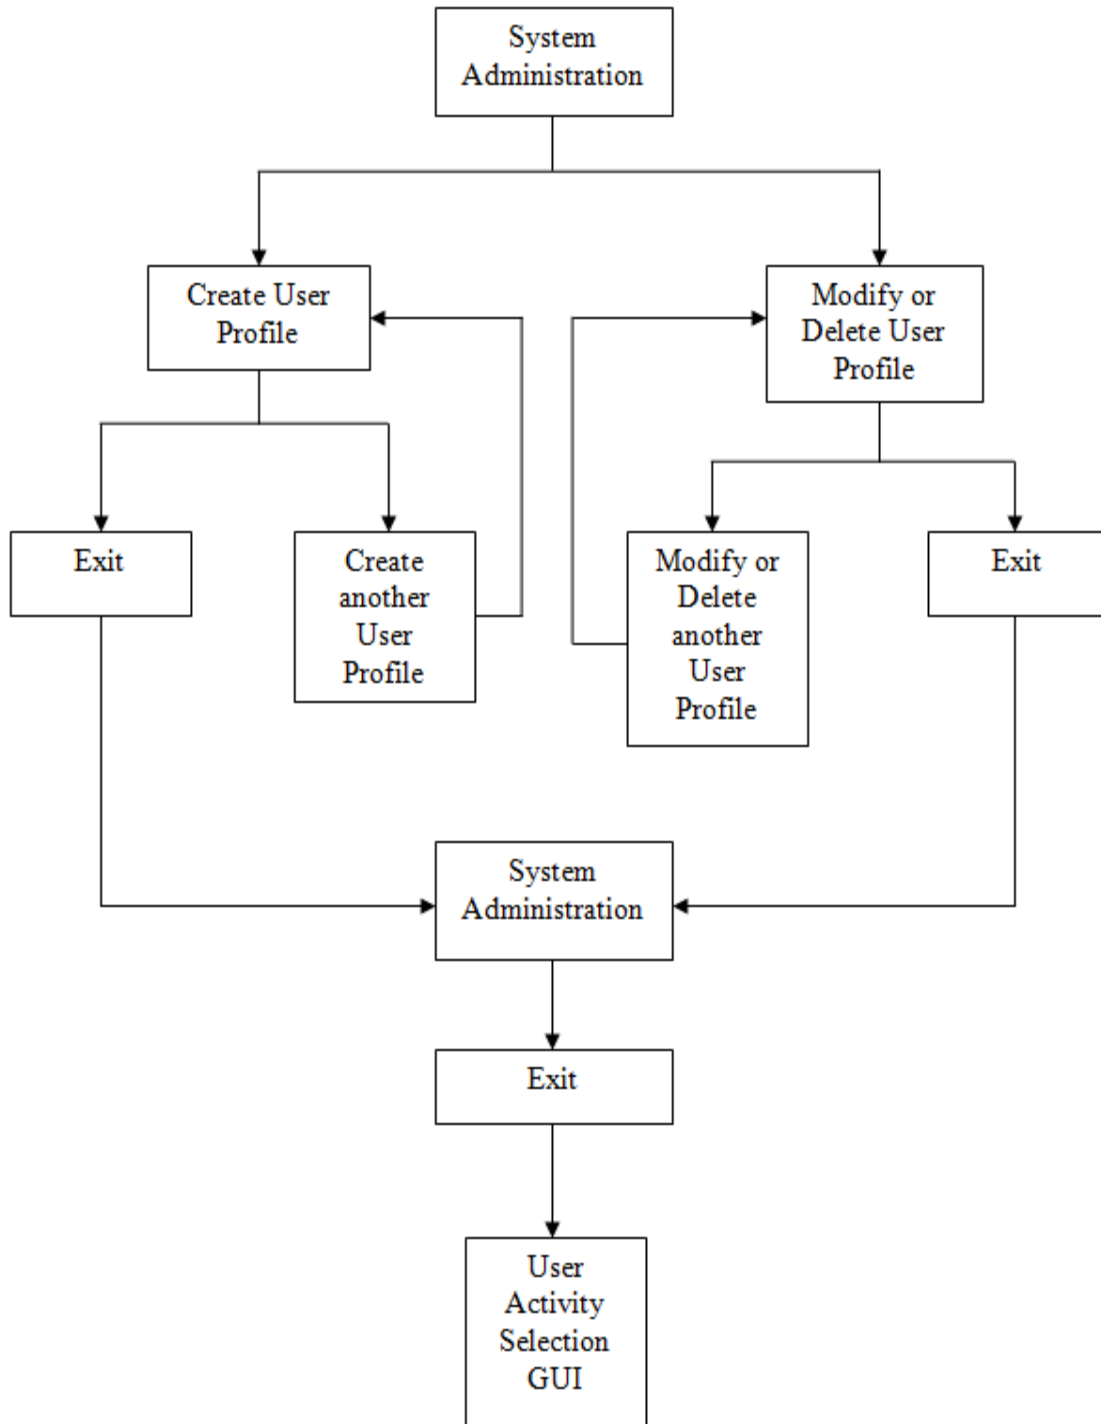 System
Administration
Create User
Profile
Modify or
Delete User
Profile
Exit
Create
another
User
Profile
Modify or
Delete
another
User
Profile
Exit
System
Administration
Exit
User
Activity
Selection
GUI